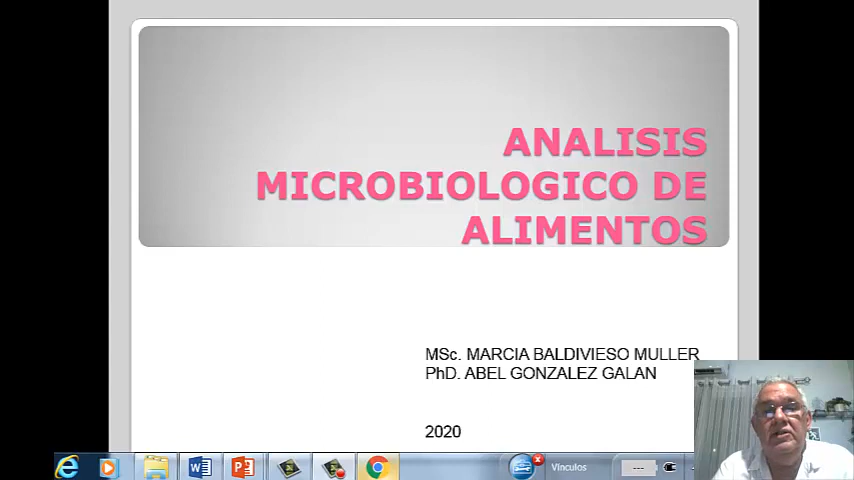 ANALISIS
MICROBIOLOGICO DE
ALIMENTOS
MSc. MARCIA BALDIVIESO MULLER
PhD. ABEL GONZALEZ GALAN
2020
Vínculos